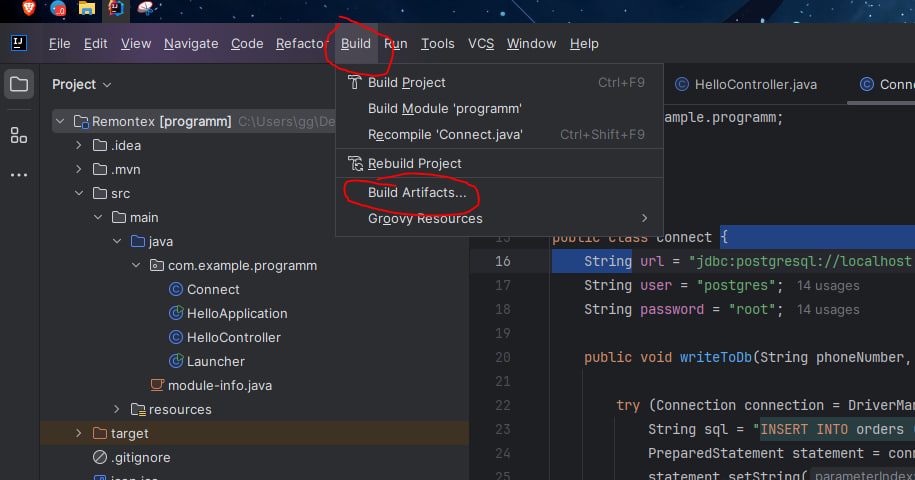 File Edit View Navigate Code Refactor Build Run Tools VCS Window Help
Project
Build Project Ctrl+F9
Build Module 'programm'
Recompile 'Connect.java' Ctrl+Shift+F9
Rebuild Project
Build Artifacts...
Groovy Resources
Remontex [programm] C:\Users\gg\De
.idea
.mvn
src
main
java
com.example.programm
Connect
HelloApplication
HelloController
Launcher
module-info.java
resources
target
.gitignore
HelloController.java Conne
ample.programm;
15 public class Connect {
16 String url = "jdbc:postgresql://localhost
17 String user = "postgres"; 14 usages
18 String password = "root"; 14 usages
19
20 public void writeToDb(String phoneNumber,
21
22 try (Connection connection = DriverMan
23 String sql = "INSERT INTO orders (
24 PreparedStatement statement = conn
25 statement.setString( parameterIndex